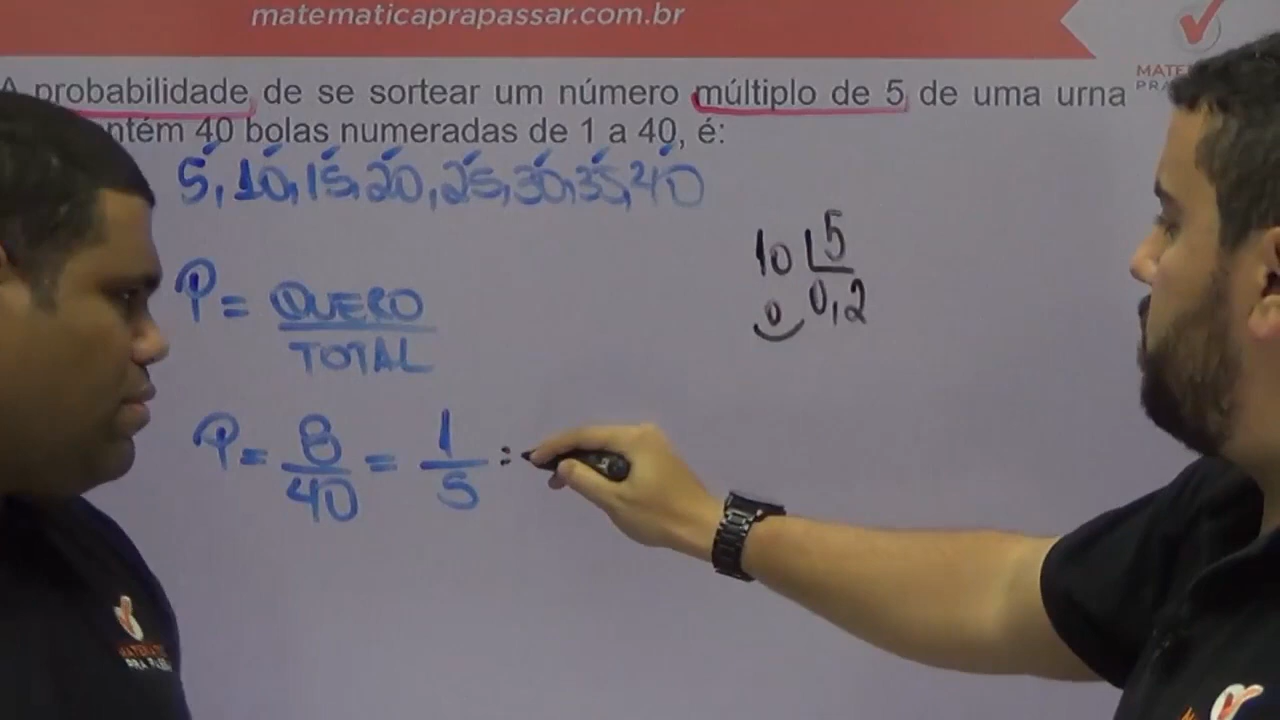 matematicaprapassar.com.br
A probabilidade de se sortear um número múltiplo de 5 de uma urna
ntém 40 bolas numeradas de 1 a 40, é:
5, 10, 15, 20, 25, 30, 35, 40
10 5
0 0,2
P = QUERO
TOTAL
P = 8/40 = 1/5 =